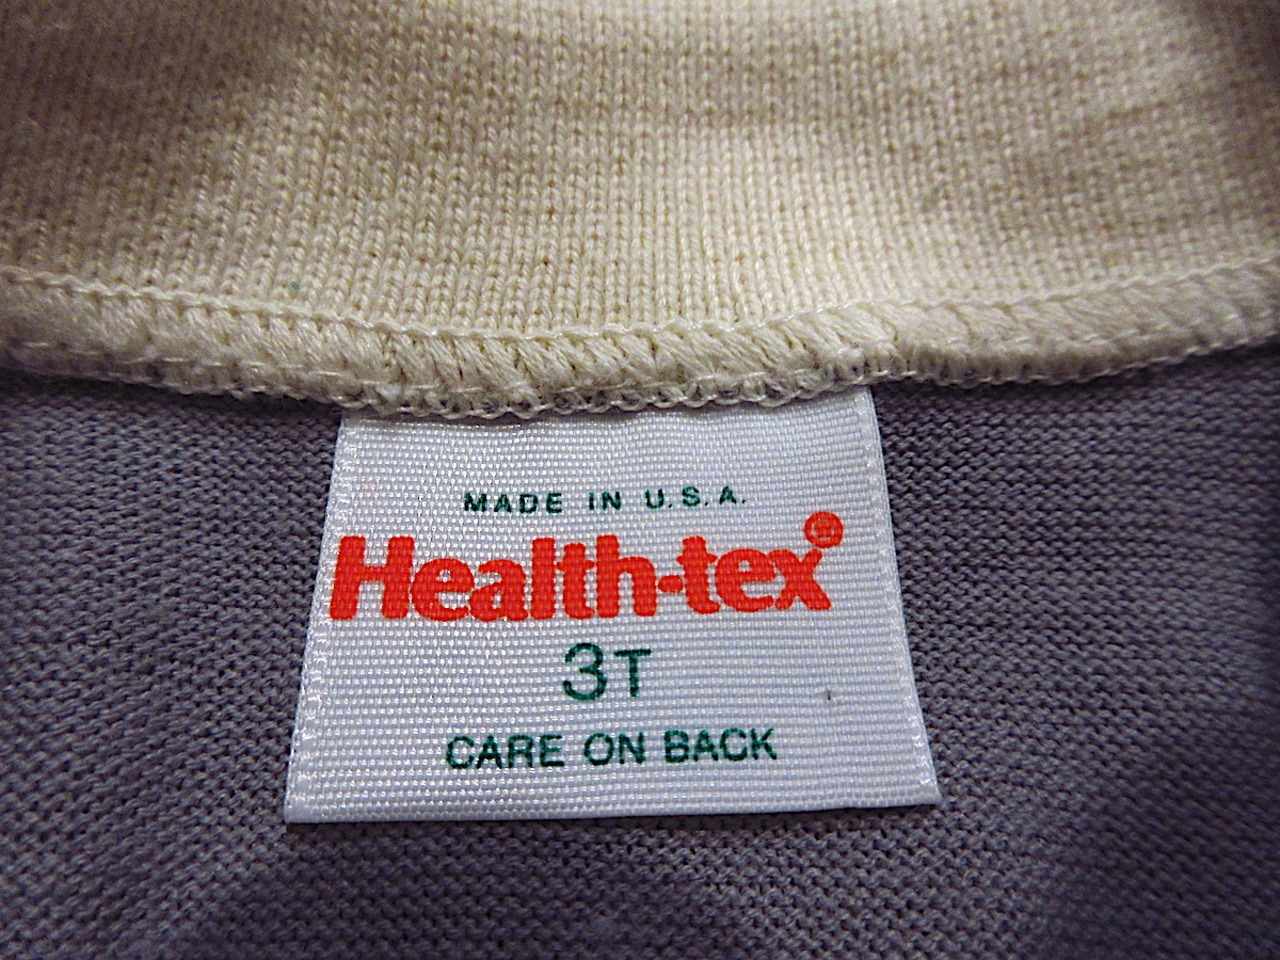 MADE IN U.S.A.
Health-tex®
3T
CARE ON BACK